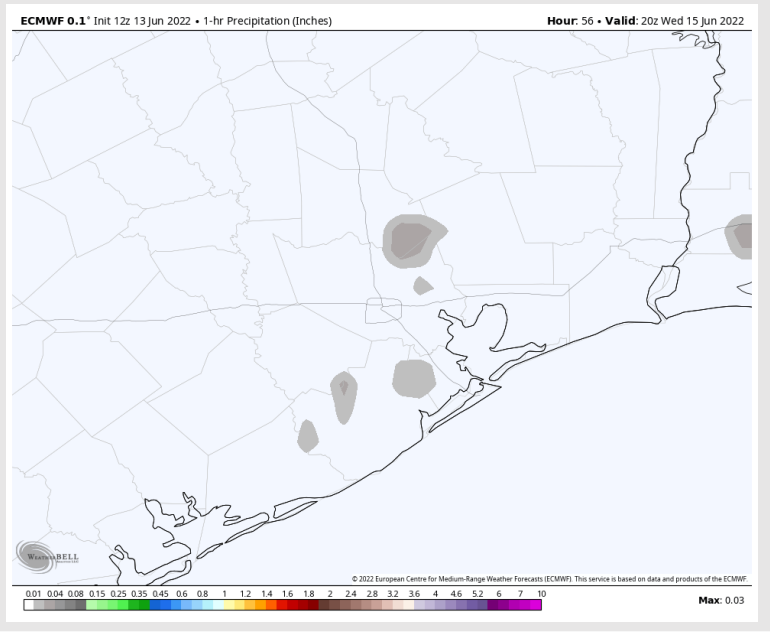 ECMWF 0.1° Init 12z 13 Jun 2022 • 1-hr Precipitation (Inches)
Hour: 56 • Valid: 20z Wed 15 Jun 2022
WEATHERBELL
© 2022 European Centre for Medium-Range Weather Forecasts (ECMWF). This service is based on data and products of the ECMWF.
0.01 0.04 0.08 0.15 0.25 0.35 0.45 0.6 0.8 1 1.2 1.4 1.6 1.8 2 2.4 2.8 3.2 3.6 4 4.6 5.2 6 7 10
Max: 0.03